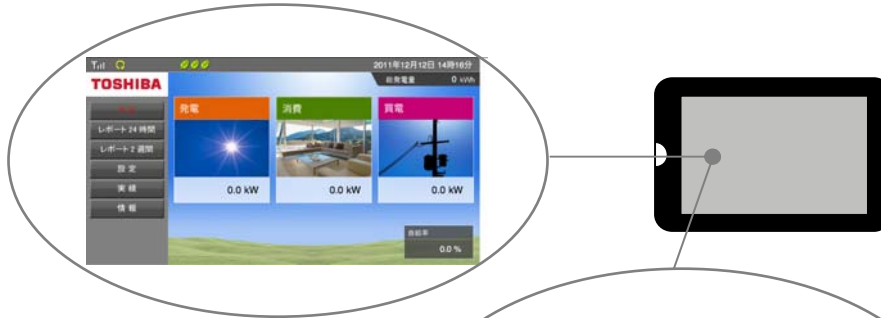 2011年12月12日 14時16分
総発電量 0 kWh
TOSHIBA
発電
消費
買電
レポート 24 時間
レポート 2 週間
設定
実績
情報
0.0 kW
0.0 kW
0.0 kW
自給率
0.0 %